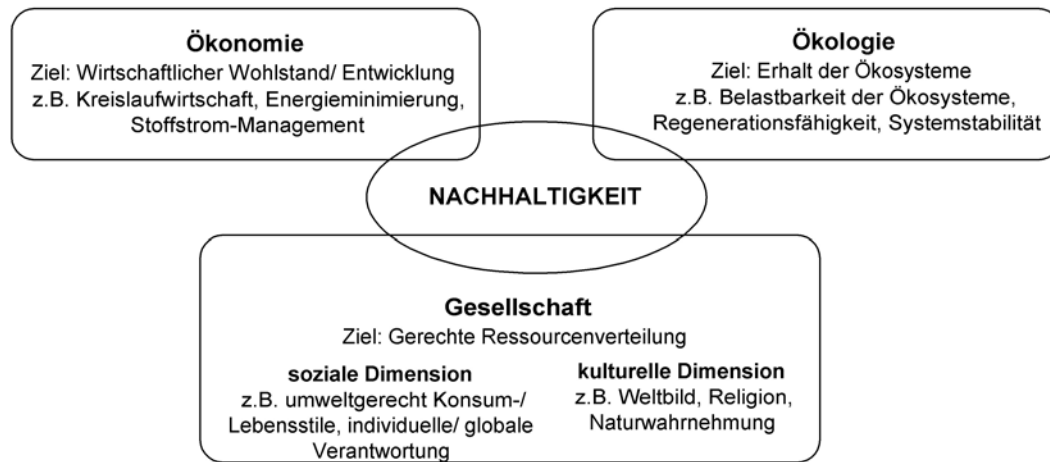 Ökonomie
Ziel: Wirtschaftlicher Wohlstand/ Entwicklung
z.B. Kreislaufwirtschaft, Energieminimierung,
Stoffstrom-Management
Ökologie
Ziel: Erhalt der Ökosysteme
z.B. Belastbarkeit der Ökosysteme,
Regenerationsfähigkeit, Systemstabilität
NACHHALTIGKEIT
Gesellschaft
Ziel: Gerechte Ressourcenverteilung
soziale Dimension
z.B. umweltgerecht Konsum-/
Lebensstile, individuelle/ globale
Verantwortung
kulturelle Dimension
z.B. Weltbild, Religion,
Naturwahrnehmung